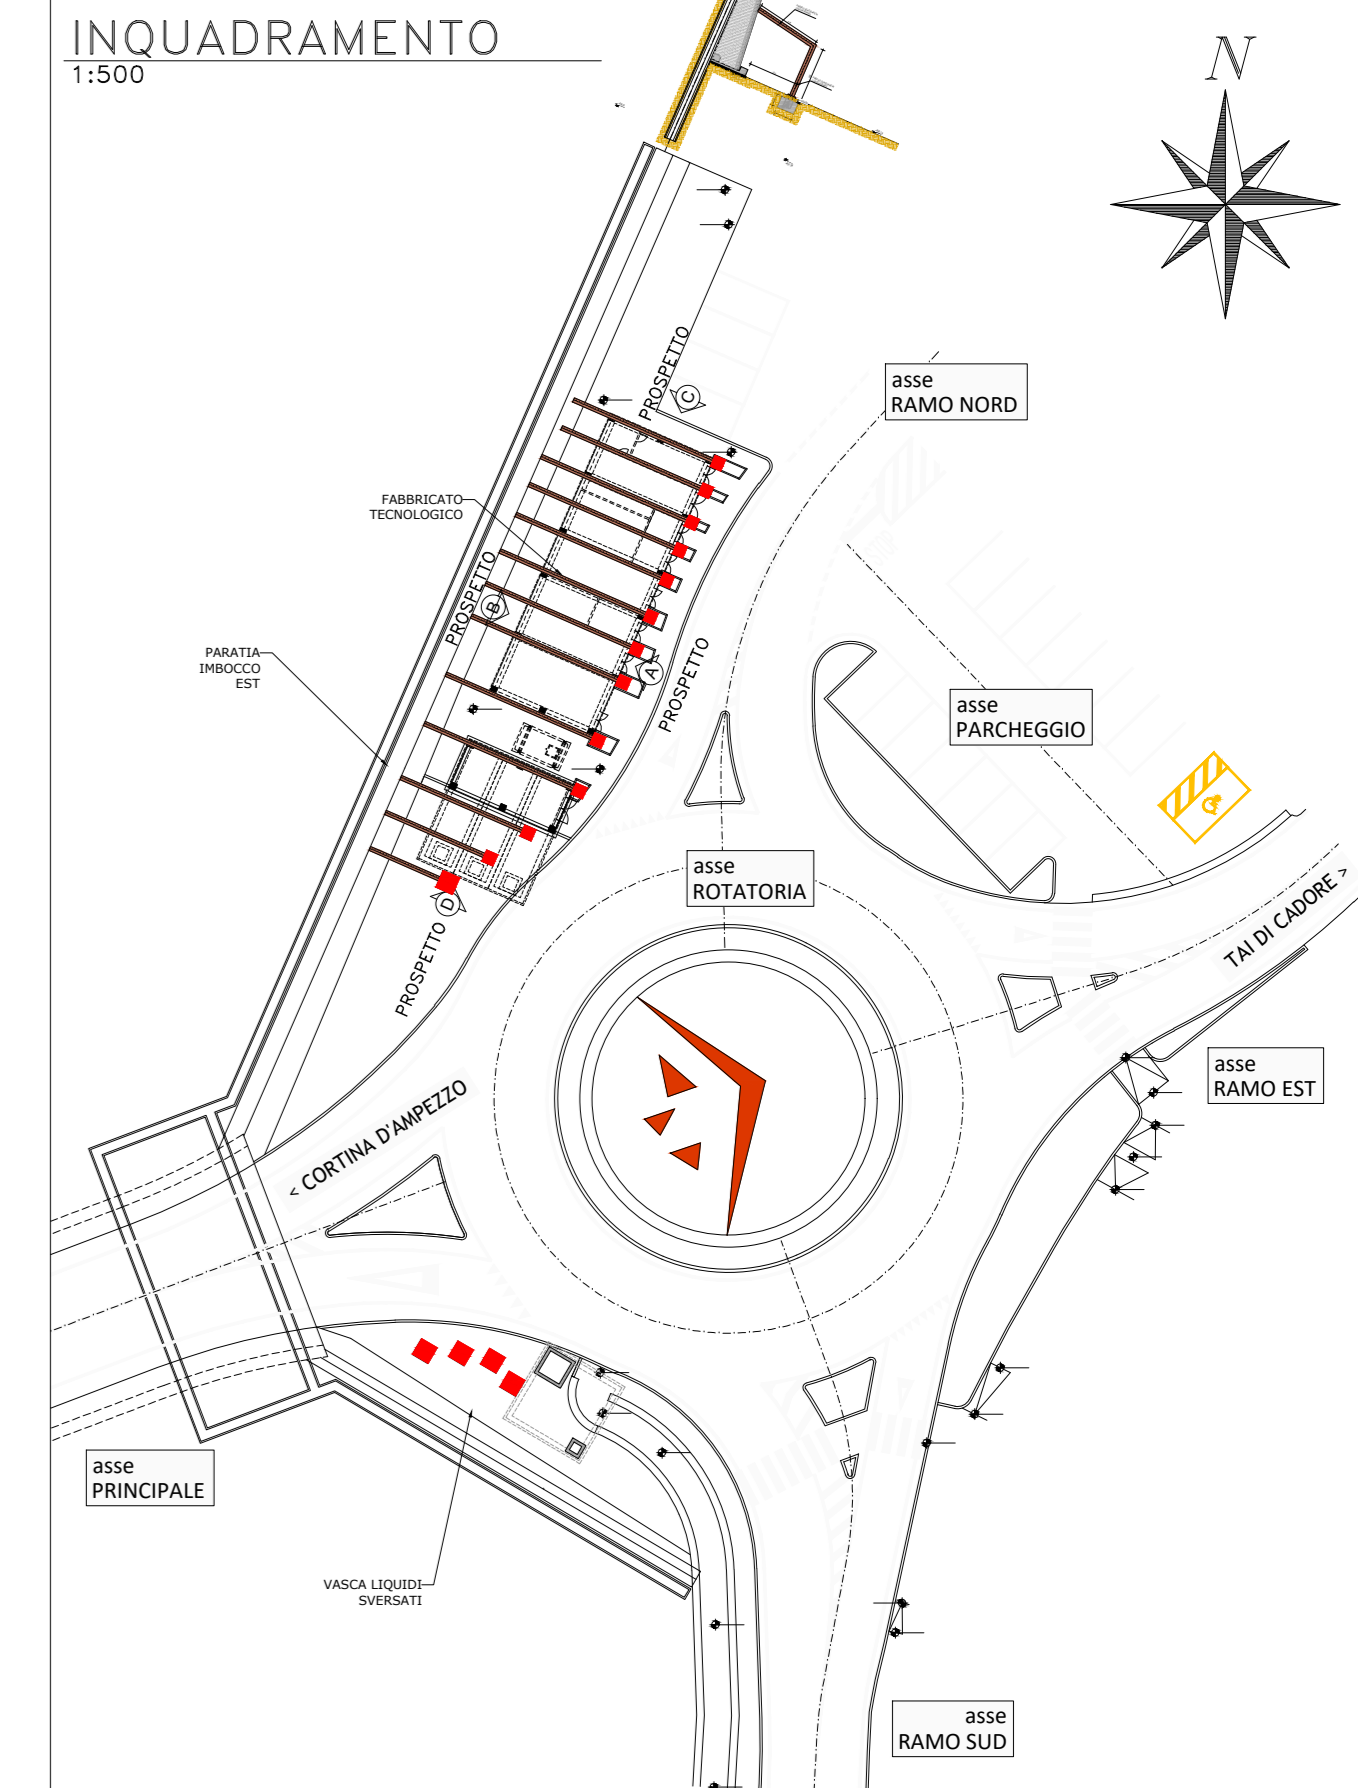 INQUADRAMENTO
1:500
N
asse
RAMO NORD
PROSPETTO
C
FABBRICATO
TECNOLOGICO
STOP
PROSPETTO
B
PARATIA
IMBOCCO
EST
A
PROSPETTO
asse
PARCHEGGIO
asse
ROTATORIA
D
PROSPETTO
TAI DI CADORE >
asse
RAMO EST
< CORTINA D'AMPEZZO
asse
PRINCIPALE
VASCA LIQUIDI
SVERSATI
asse
RAMO SUD